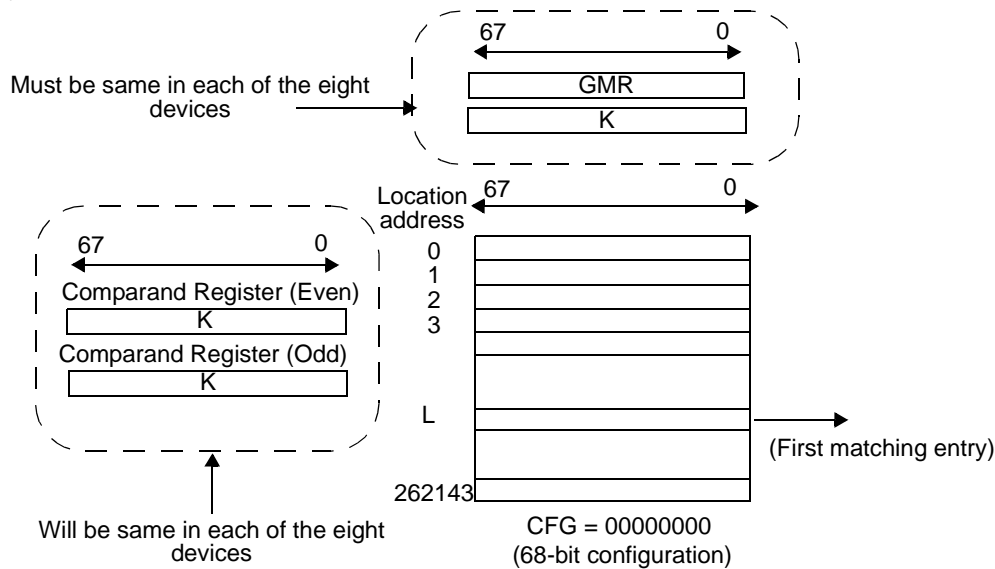 67 0
Must be same in each of the eight
devices
GMR
K
Location
address
67 0
0
1
2
3
L
262143
(First matching entry)
CFG = 00000000
(68-bit configuration)
67 0
Comparand Register (Even)
K
Comparand Register (Odd)
K
Will be same in each of the eight
devices